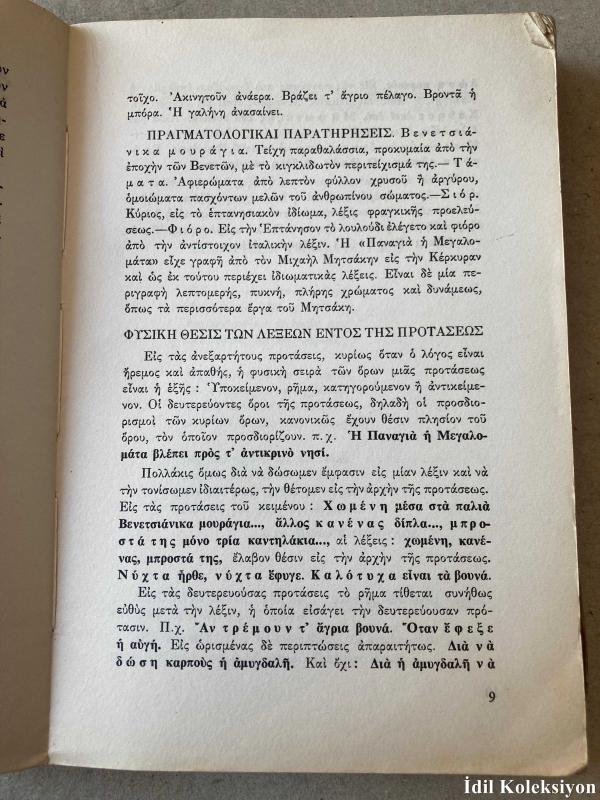 τοῖχο. Ἀκινητοῦν ἀνάερα. Βράζει τ' ἄγριο πέλαγο. Βροντᾶ ἡ
μπόρα. Ἡ γαλήνη ἀνασαίνει.
ΠΡΑΓΜΑΤΟΛΟΓΙΚΑΙ ΠΑΡΑΤΗΡΗΣΕΙΣ. Βενετσιά-
νικα μουράγια. Τείχη παραθαλάσσια, προκυμαία ἀπὸ τὴν
ἐποχὴν τῶν Βενετῶν, μὲ τὸ κιγκλιδωτὸν περιτείχισμά της.— Τά-
ματα. Ἀφιερώματα ἀπὸ λεπτὸν φύλλον χρυσοῦ ἢ ἀργύρου,
ὁμοιώματα πασχόντων μελῶν τοῦ ἀνθρωπίνου σώματος.—Σιόρ.
Κύριος, εἰς τὸ ἑπτανησιακὸν ἰδίωμα, λέξις φραγκικῆς προελεύ-
σεως.—Φιόρο. Εἰς τὴν Ἑπτάνησον τὸ λουλούδι ἐλέγετο καὶ φιόρο
ἀπὸ τὴν ἀντίστοιχον ἰταλικὴν λέξιν. Ἡ «Παναγιὰ ἡ Μεγαλο-
μάτα» εἶχε γραφῆ ἀπὸ τὸν Μιχαὴλ Μητσάκην εἰς τὴν Κέρκυραν
καὶ ὡς ἐκ τούτου περιέχει ἰδιωματικὰς λέξεις. Εἶναι δὲ μία πε-
ριγραφὴ λεπτομερής, πυκνή, πλήρης χρώματος καὶ δυνάμεως,
ὅπως τὰ περισσότερα ἔργα τοῦ Μητσάκη.
ΦΥΣΙΚΗ ΘΕΣΙΣ ΤΩΝ ΛΕΞΕΩΝ ΕΝΤΟΣ ΤΗΣ ΠΡΟΤΑΣΕΩΣ
Εἰς τὰς ἀνεξαρτήτους προτάσεις, κυρίως ὅταν ὁ λόγος εἶναι
ἤρεμος καὶ ἀπαθής, ἡ φυσικὴ σειρὰ τῶν ὅρων μιᾶς προτάσεως
εἶναι ἡ ἑξῆς : Ὑποκείμενον, ρῆμα, κατηγορούμενον ἢ ἀντικείμε-
νον. Οἱ δευτερεύοντες ὅροι τῆς προτάσεως, δηλαδὴ οἱ προσδιο-
ρισμοὶ τῶν κυρίων ὅρων, κανονικῶς ἔχουν θέσιν πλησίον τοῦ
ὅρου, τὸν ὁποῖον προσδιορίζουν. π.χ. Ἡ Παναγιὰ ἡ Μεγαλο-
μάτα βλέπει πρὸς τ' ἀντικρινὸ νησί.
Πολλάκις ὅμως διὰ νὰ δώσωμεν ἔμφασιν εἰς μίαν λέξιν καὶ νὰ
τὴν τονίσωμεν ἰδιαιτέρως, τὴν θέτομεν εἰς τὴν ἀρχὴν τῆς προτάσεως.
Εἰς τὰς προτάσεις τοῦ κειμένου : Χωμένη μέσα στὰ παλιὰ
Βενετσιάνικα μουράγια..., ἄλλος κανένας δίπλα..., μπρο-
στά της μόνο τρία καντηλάκια..., αἱ λέξεις : χωμένη, κανέ-
νας, μπροστά της, ἔλαβον θέσιν εἰς τὴν ἀρχὴν τῆς προτάσεως.
Νύχτα ἦρθε, νύχτα ἔφυγε. Καλότυχα εἶναι τὰ βουνά.
Εἰς τὰς δευτερευούσας προτάσεις τὸ ρῆμα τίθεται συνήθως
εὐθὺς μετὰ τὴν λέξιν, ἡ ὁποία εἰσάγει τὴν δευτερεύουσαν πρό-
τασιν. Π.χ. Ἂν τρέμουν τ' ἄγρια βουνά. Ὅταν ἔφεξε
ἡ αὐγή. Εἰς ὡρισμένας δὲ περιπτώσεις ἀπαραιτήτως. Διὰ νὰ
δώση καρποὺς ἡ ἀμυγδαλῆ. Καὶ ὄχι : Διὰ ἡ ἀμυγδαλῆ νὰ
9
İdil Koleksiyon